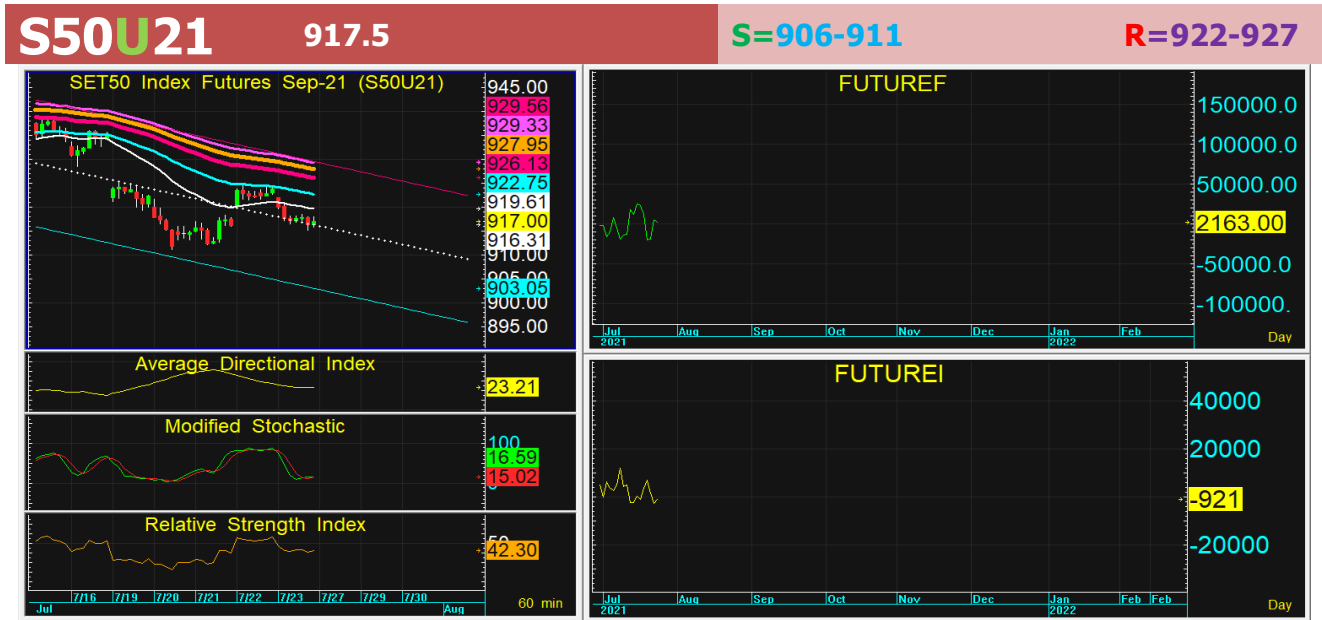 S50U21 917.5 S=906-911 R=922-927
SET50 Index Futures Sep-21 (S50U21)
945.00
929.56
929.33
927.95
926.13
922.75
919.61
917.00
916.31
910.00
905.00
903.05
900.00
895.00
Average Directional Index
23.21
Modified Stochastic
100
16.59
15.02
Relative Strength Index
50
42.30
7/16 7/19 7/20 7/21 7/22 7/23 7/27 7/29 7/30
Jul Aug 60 min
FUTUREF
150000.0
100000.0
50000.00
2163.00
-50000.0
-100000.
Jul Aug Sep Oct Nov Dec Jan Feb
2021 2022 Day
FUTUREI
40000
20000
-921
-20000
Jul Aug Sep Oct Nov Dec Jan Feb Feb
2021 2022 Day